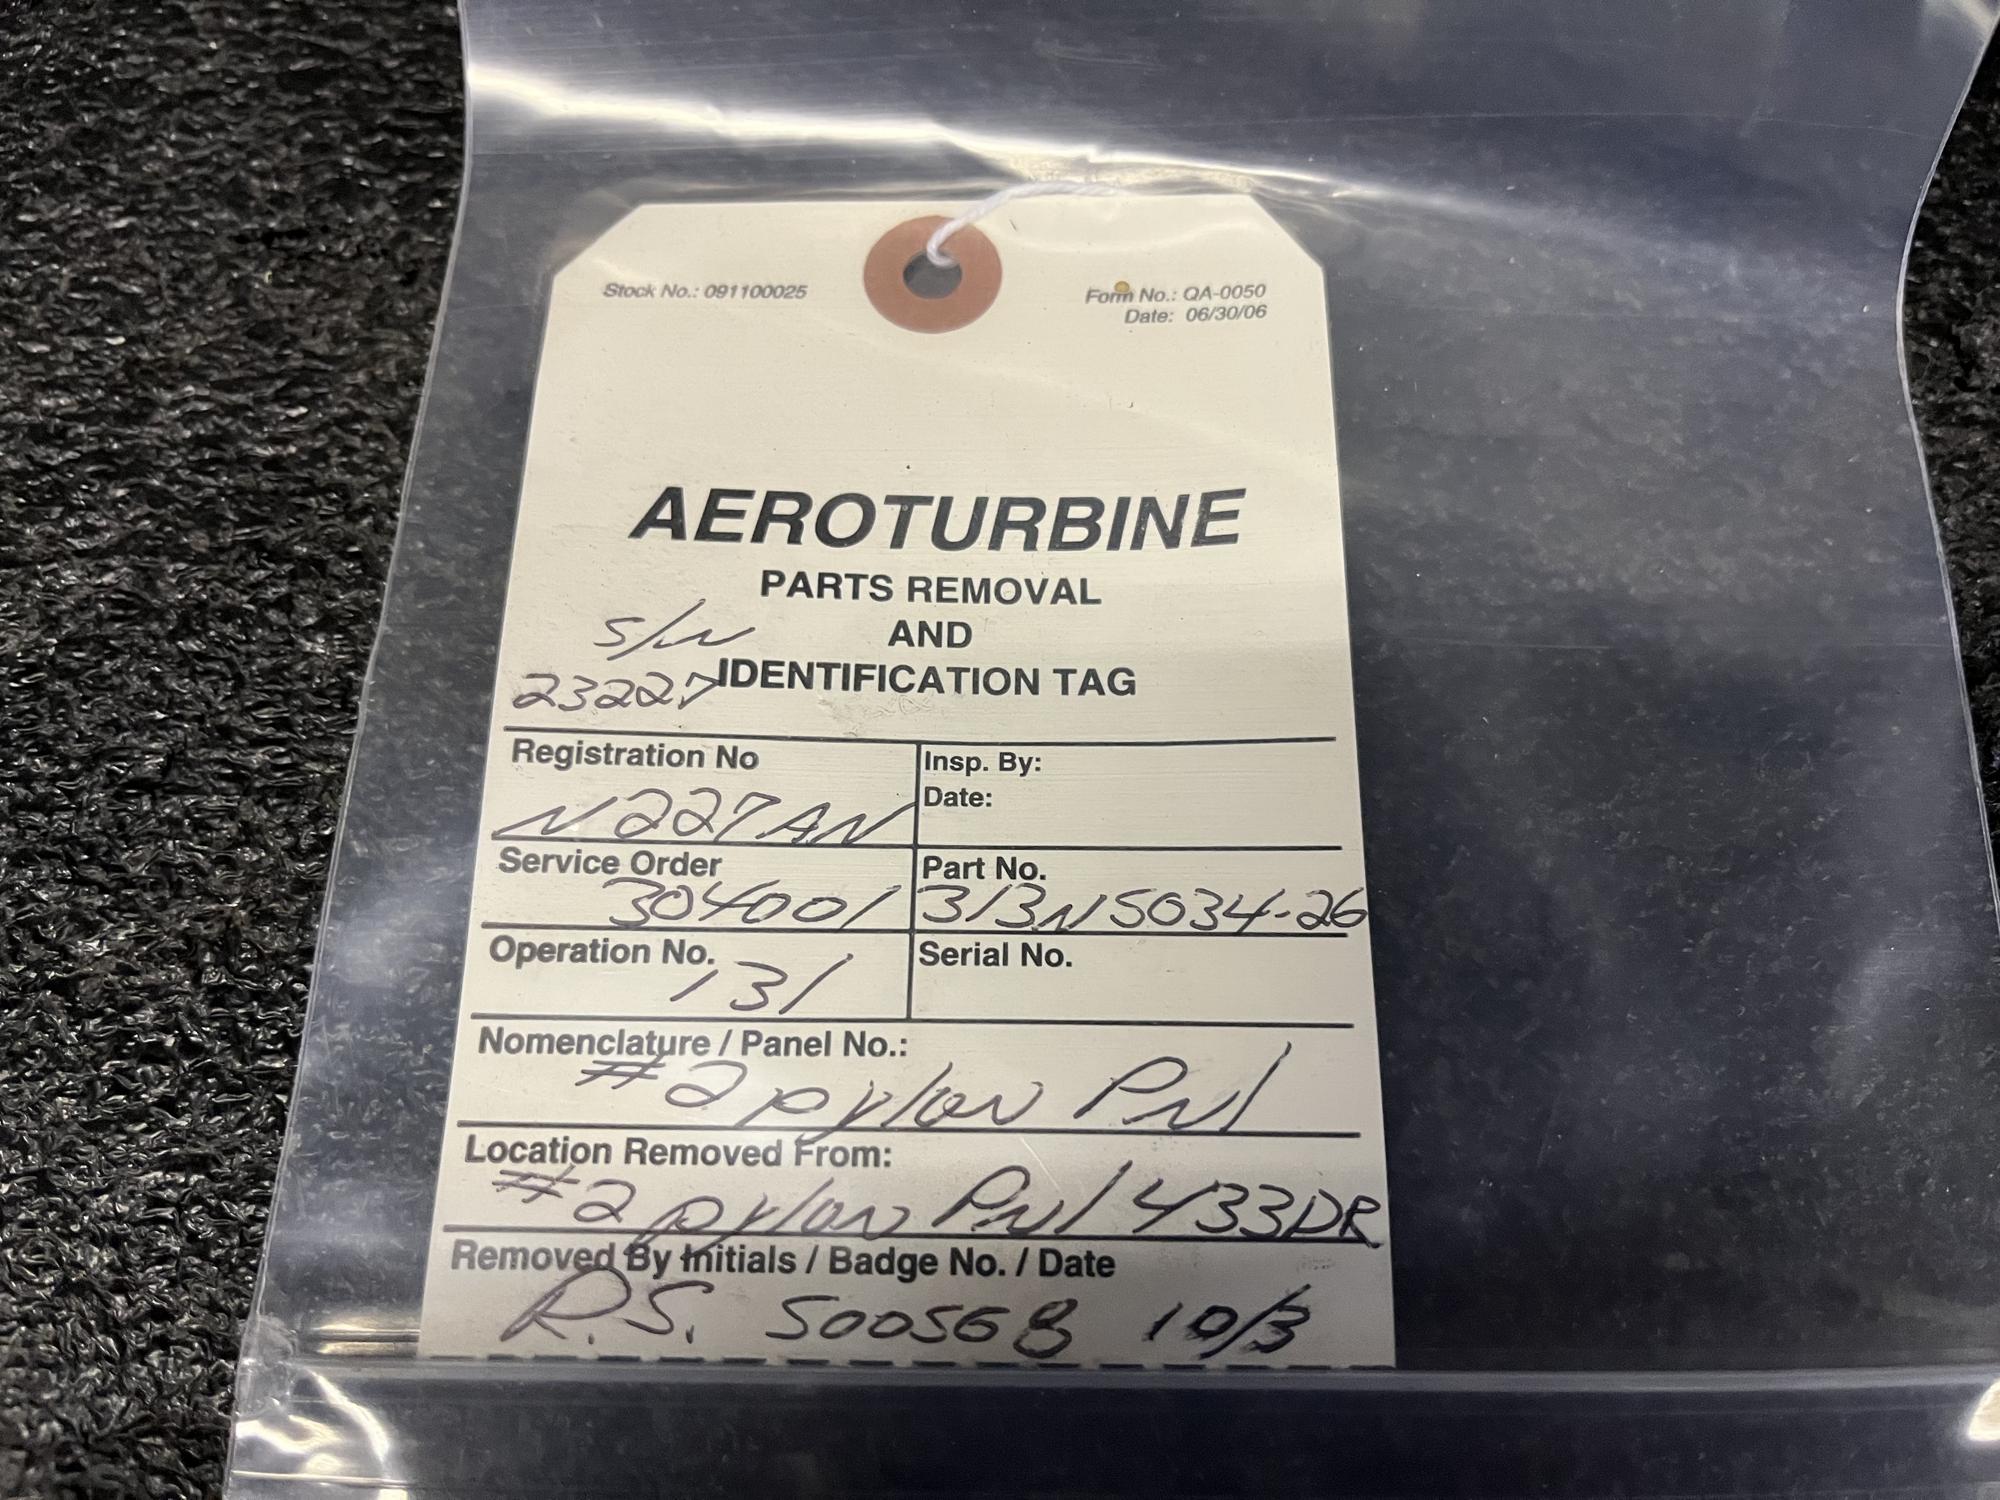 Stock No.: 091100025
Form No.: QA-0050
Date: 06/30/06
AEROTURBINE
PARTS REMOVAL
AND
IDENTIFICATION TAG
S/N
23227
Registration No
N227AN
Insp. By:
Date:
Service Order
304001
Part No.
313N5034-26
Operation No.
131
Serial No.
Nomenclature / Panel No.:
#2 pylon PNl
Location Removed From:
#2 pylon PNl 433DR
Removed By Initials / Badge No. / Date
R.S. 500568 10/3